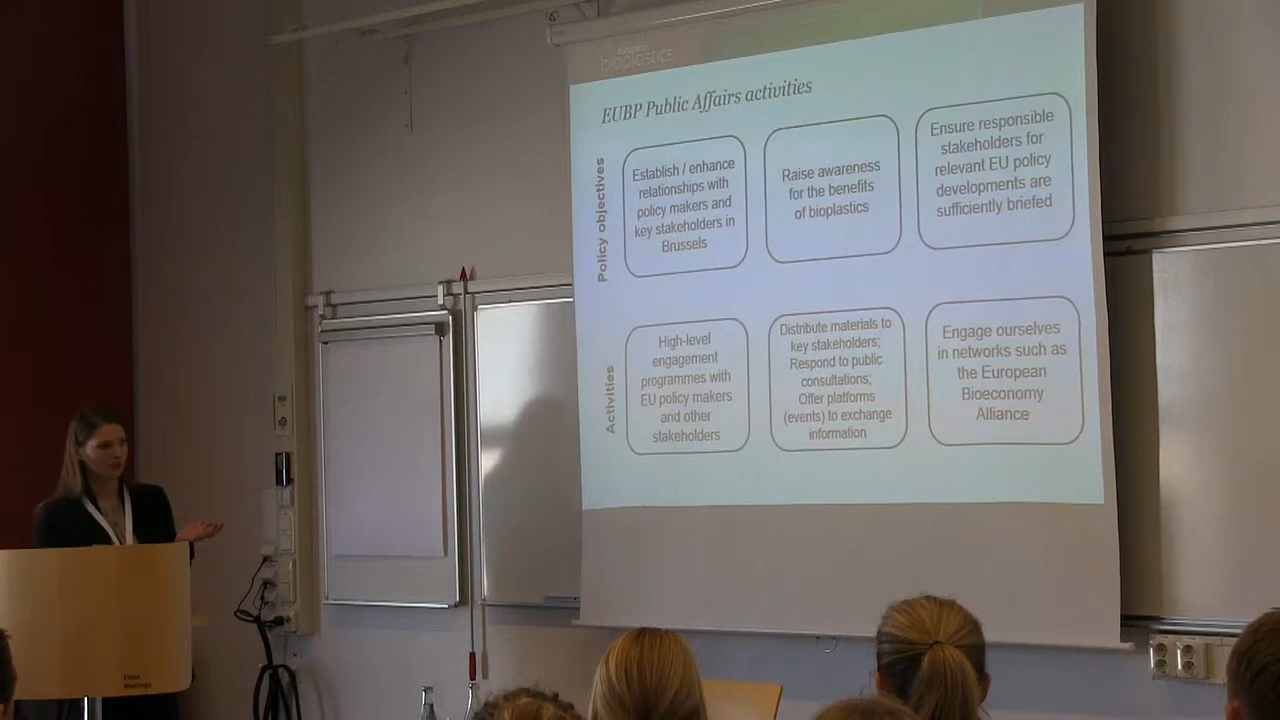 european
bioplastics
EUBP Public Affairs activities
Policy objectives
Establish / enhance
relationships with
policy makers and
key stakeholders in
Brussels
Raise awareness
for the benefits
of bioplastics
Ensure responsible
stakeholders for
relevant EU policy
developments are
sufficiently briefed
Activities
High-level
engagement
programmes with
EU policy makers
and other
stakeholders
Distribute materials to
key stakeholders;
Respond to public
consultations;
Offer platforms
(events) to exchange
information
Engage ourselves
in networks such as
the European
Bioeconomy
Alliance
Meetings